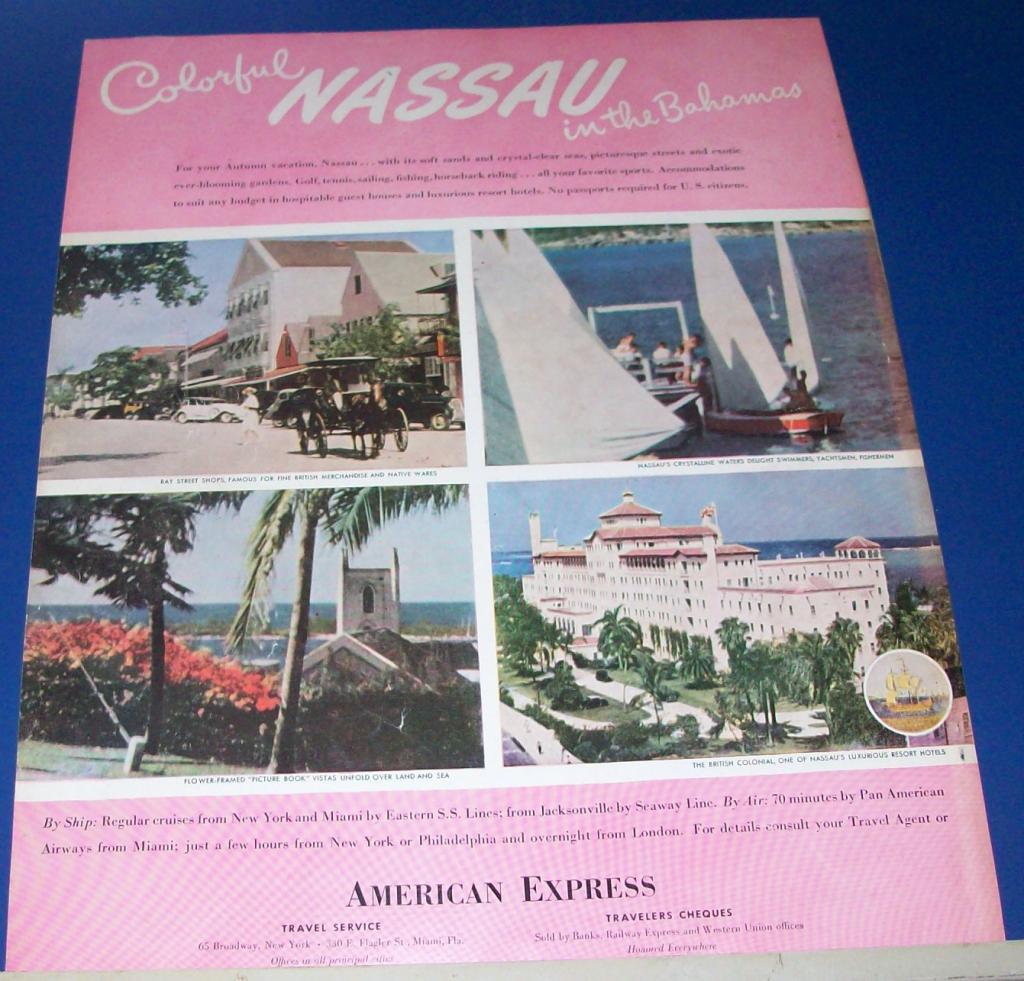 Colorful NASSAU in the Bahamas
For your Autumn vacation, Nassau . . . with its soft sands and crystal-clear seas, picturesque streets and exotic
ever-blooming gardens. Golf, tennis, sailing, fishing, horseback riding . . . all your favorite sports. Accommodations
to suit any budget in hospitable guest houses and luxurious resort hotels. No passports required for U. S. citizens.
BAY STREET SHOPS, FAMOUS FOR FINE BRITISH MERCHANDISE AND NATIVE WARES
NASSAU'S CRYSTALLINE WATERS DELIGHT SWIMMERS, YACHTSMEN, FISHERMEN
FLOWER-FRAMED "PICTURE BOOK" VISTAS UNFOLD OVER LAND AND SEA
THE BRITISH COLONIAL, ONE OF NASSAU'S LUXURIOUS RESORT HOTELS
By Ship: Regular cruises from New York and Miami by Eastern S.S. Lines; from Jacksonville by Seaway Line. By Air: 70 minutes by Pan American
Airways from Miami; just a few hours from New York or Philadelphia and overnight from London. For details consult your Travel Agent or
AMERICAN EXPRESS
TRAVEL SERVICE
65 Broadway, New York • 330 E. Flagler St., Miami, Fla.
Offices in all principal cities
TRAVELERS CHEQUES
Sold by Banks, Railway Express and Western Union offices
Honored Everywhere